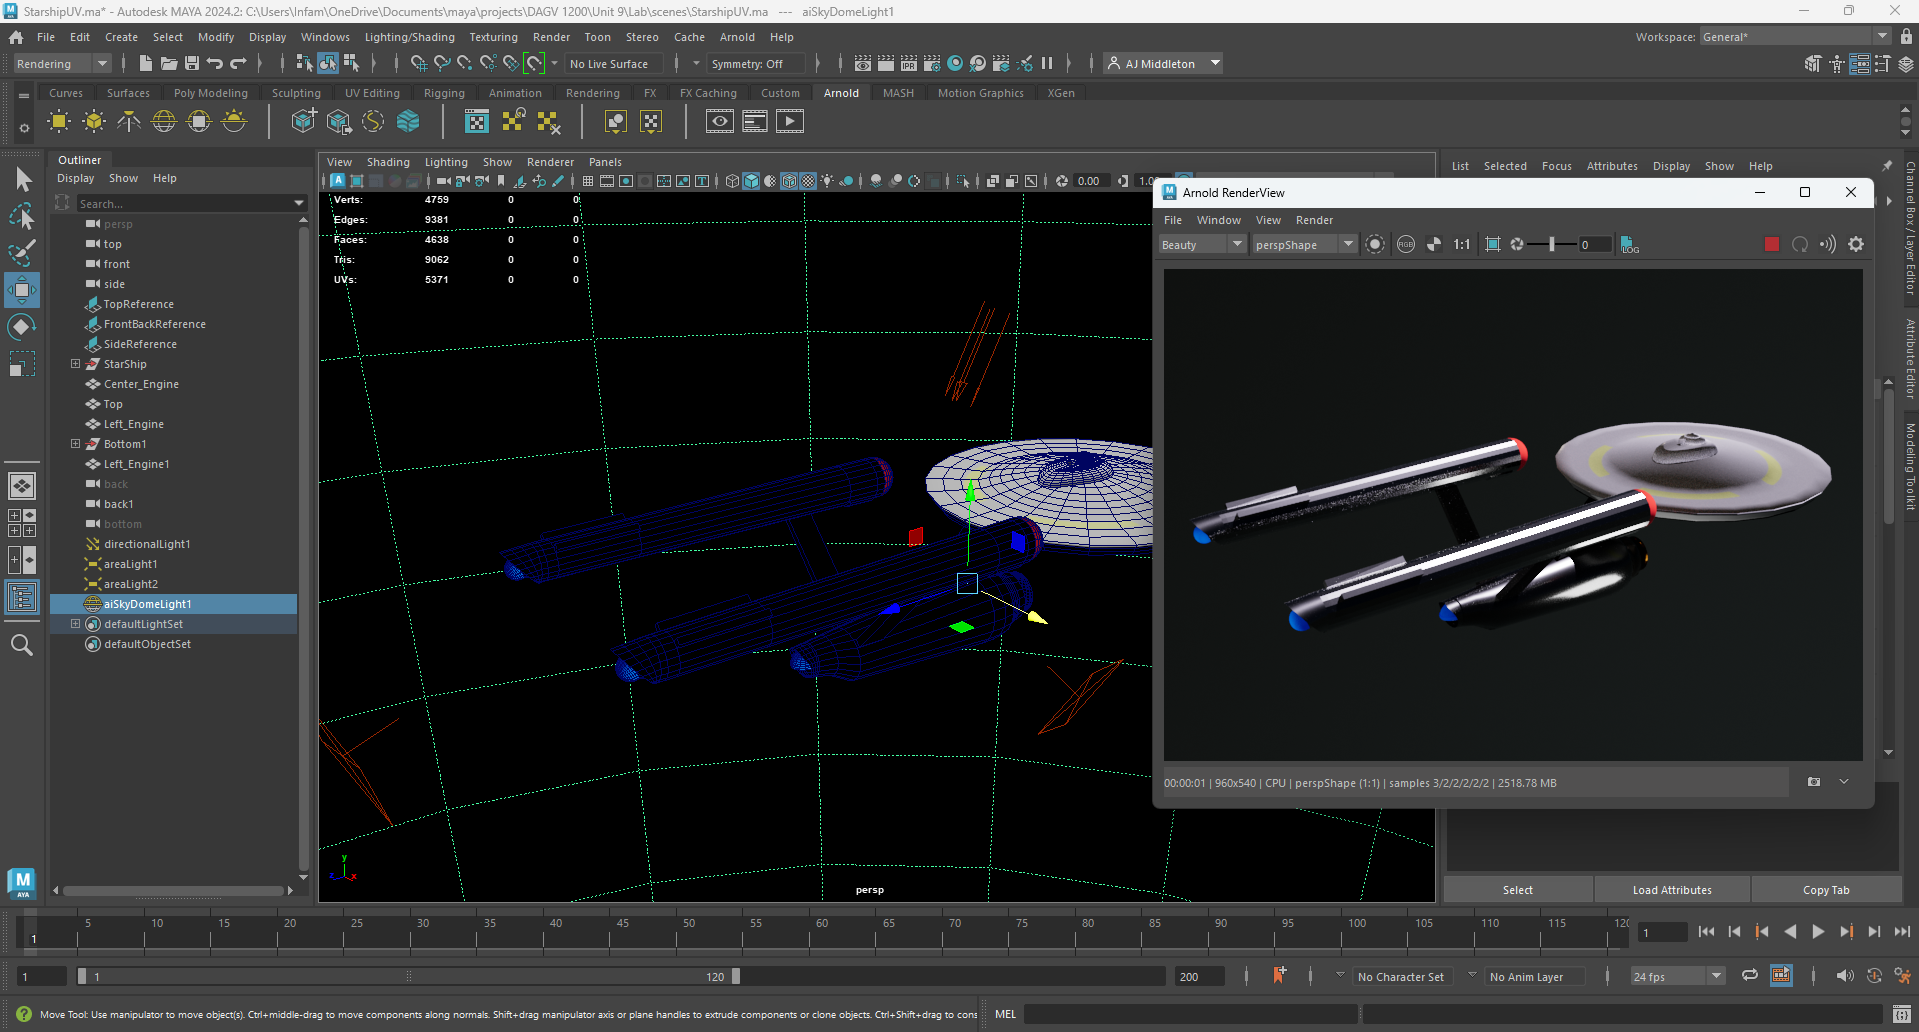 StarshipUV.ma* - Autodesk MAYA 2024.2: C:\Users\Infam\OneDrive\Documents\maya\projects\DAGV 1200\Unit 9\Lab\scenes\StarshipUV.ma --- aiSkyDomeLight1
File Edit Create Select Modify Display Windows Lighting/Shading Texturing Render Toon Stereo Cache Arnold Help
Workspace: General*
Rendering
No Live Surface
Symmetry: Off
IPR
AJ Middleton
Curves Surfaces Poly Modeling Sculpting UV Editing Rigging Animation Rendering FX FX Caching Custom Arnold MASH Motion Graphics XGen
Outliner
Display Show Help
Search...
persp
top
front
side
TopReference
FrontBackReference
SideReference
StarShip
Center_Engine
Top
Left_Engine
Bottom1
Left_Engine1
back
back1
bottom
directionalLight1
areaLight1
areaLight2
aiSkyDomeLight1
defaultLightSet
defaultObjectSet
View Shading Lighting Show Renderer Panels
0.00
Verts: 4759 0 0
Edges: 9381 0 0
Faces: 4638 0 0
Tris: 9062 0 0
UVs: 5371 0 0
y
z
x
persp
List Selected Focus Attributes Display Show Help
Arnold RenderView
File Window View Render
Beauty
perspShape
RGB
1:1
0
LOG
00:00:01 | 960x540 | CPU | perspShape (1:1) | samples 3/2/2/2/2/2 | 2518.78 MB
Channel Box / Layer Editor
Attribute Editor
Modeling Toolkit
Select
Load Attributes
Copy Tab
M
AYA
1
5 10 15 20 25 30 35 40 45 50 55 60 65 70 75 80 85 90 95 100 105 110 115
1
1
1
120
200
No Character Set
No Anim Layer
24 fps
Move Tool: Use manipulator to move object(s). Ctrl+middle-drag to move components along normals. Shift+drag manipulator axis or plane handles to extrude components or clone objects. Ctrl+Shift+drag to cons
MEL